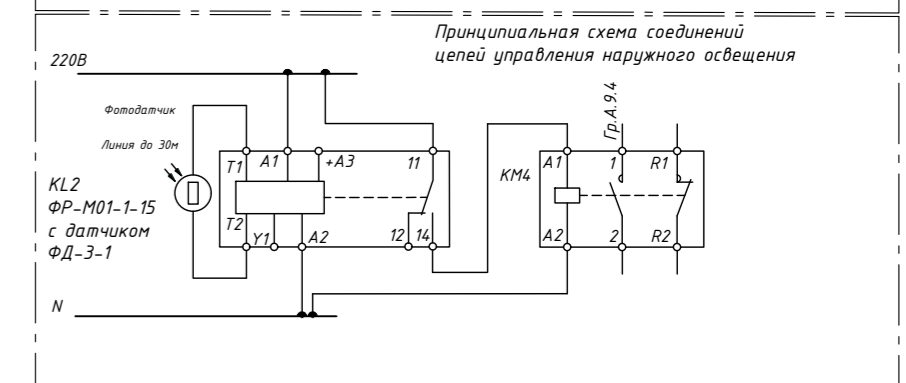 Принципиальная схема соединений
цепей управления наружного освещения
220В
Фотодатчик
Линия до 30м
KL2
ФР-М01-1-15
с датчиком
ФД-3-1
T1
A1
+A3
11
T2
Y1
A2
12
14
N
KM4
Гр.А.9.4
A1
1
R1
A2
2
R2